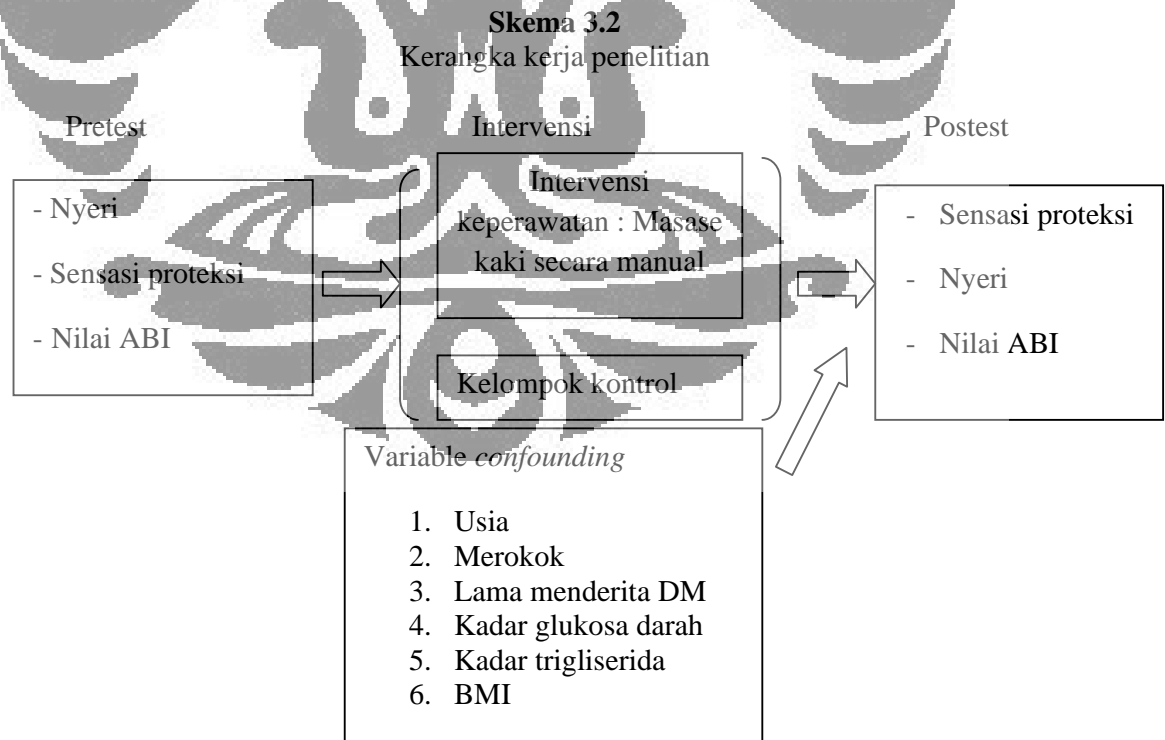 Skema 3.2
Kerangka kerja penelitian
Pretest
Intervensi
Postest
- Nyeri
- Sensasi proteksi
- Nilai ABI
Intervensi
keperawatan : Masase
kaki secara manual
Kelompok kontrol
- Sensasi proteksi
- Nyeri
- Nilai ABI
Variable confounding
1. Usia
2. Merokok
3. Lama menderita DM
4. Kadar glukosa darah
5. Kadar trigliserida
6. BMI